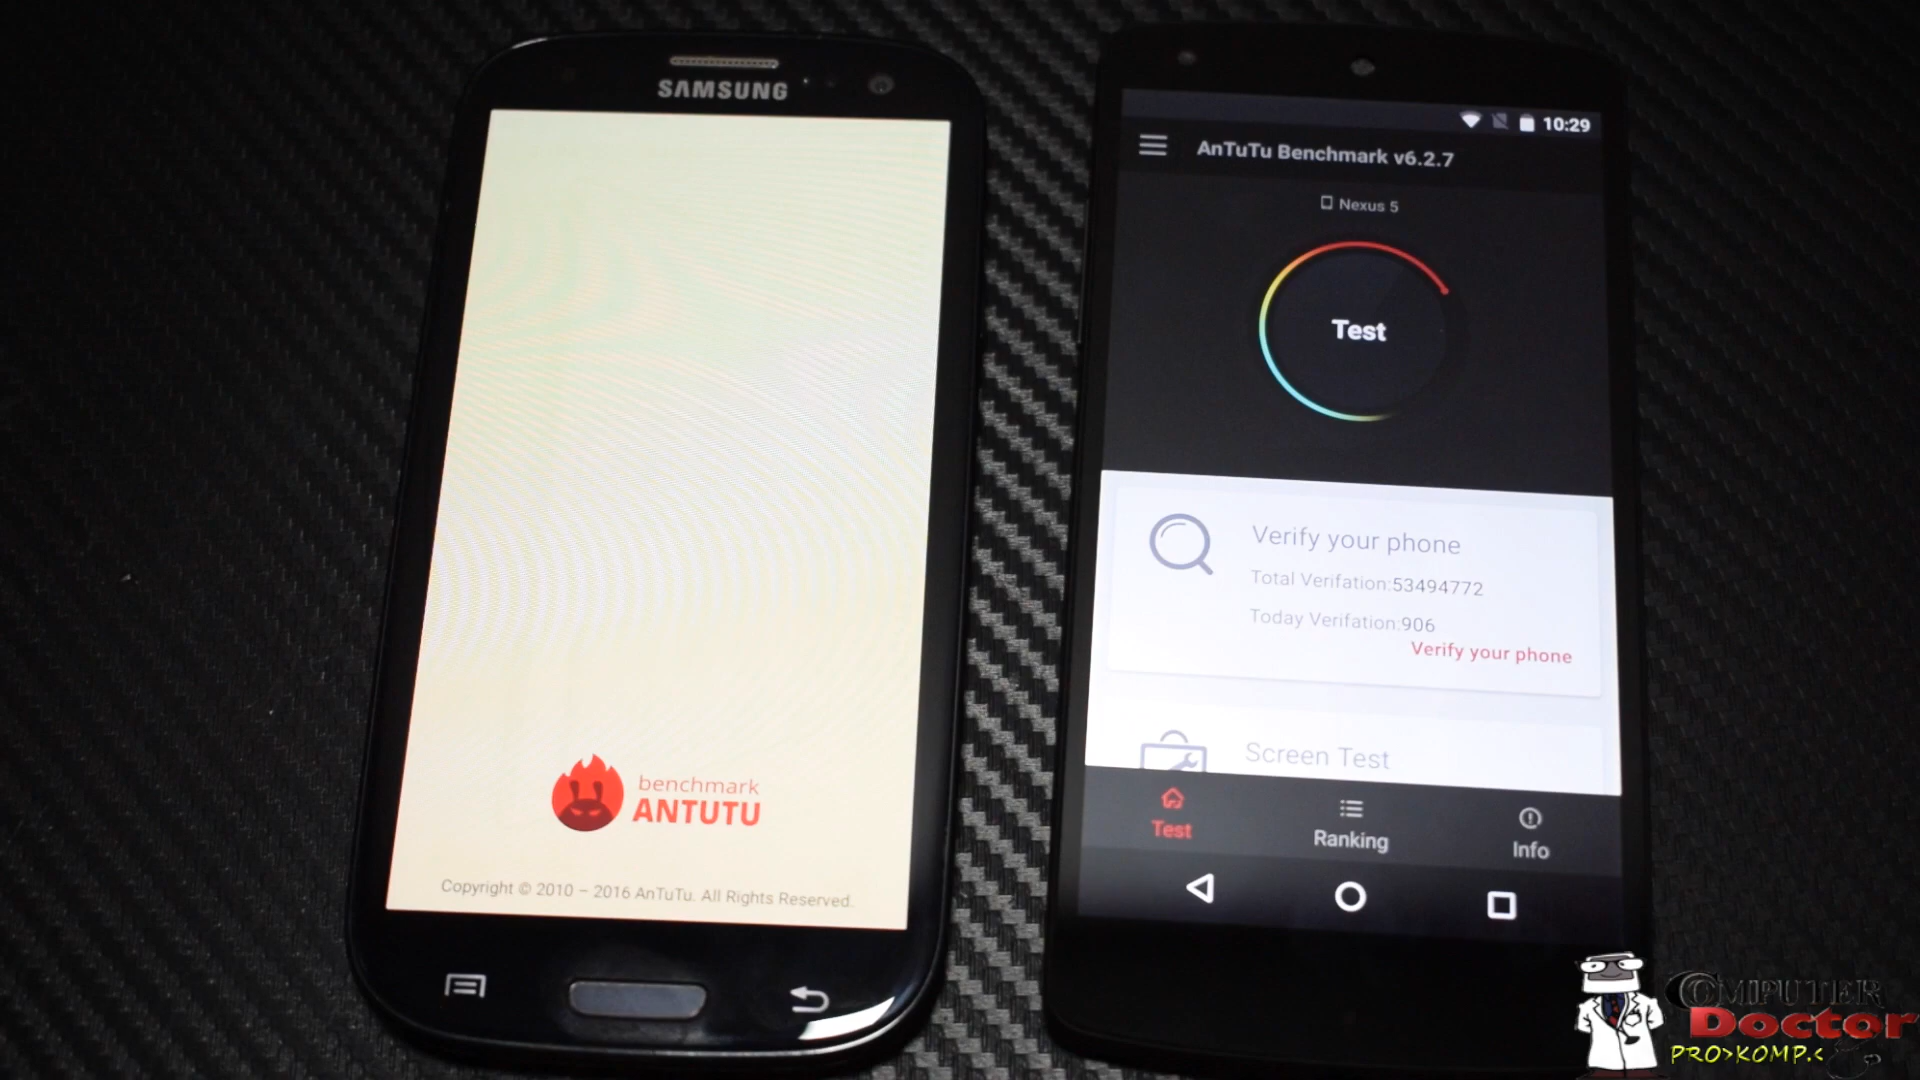 SAMSUNG
benchmark
ANTUTU
Copyright © 2010 – 2016 AnTuTu. All Rights Reserved.
10:29
AnTuTu Benchmark v6.2.7
Nexus 5
Test
Verify your phone
Total Verifation:53494772
Today Verifation:906
Verify your phone
Screen Test
Test
Ranking
Info
COMPUTER
Doctor
PRO>KOMP.<